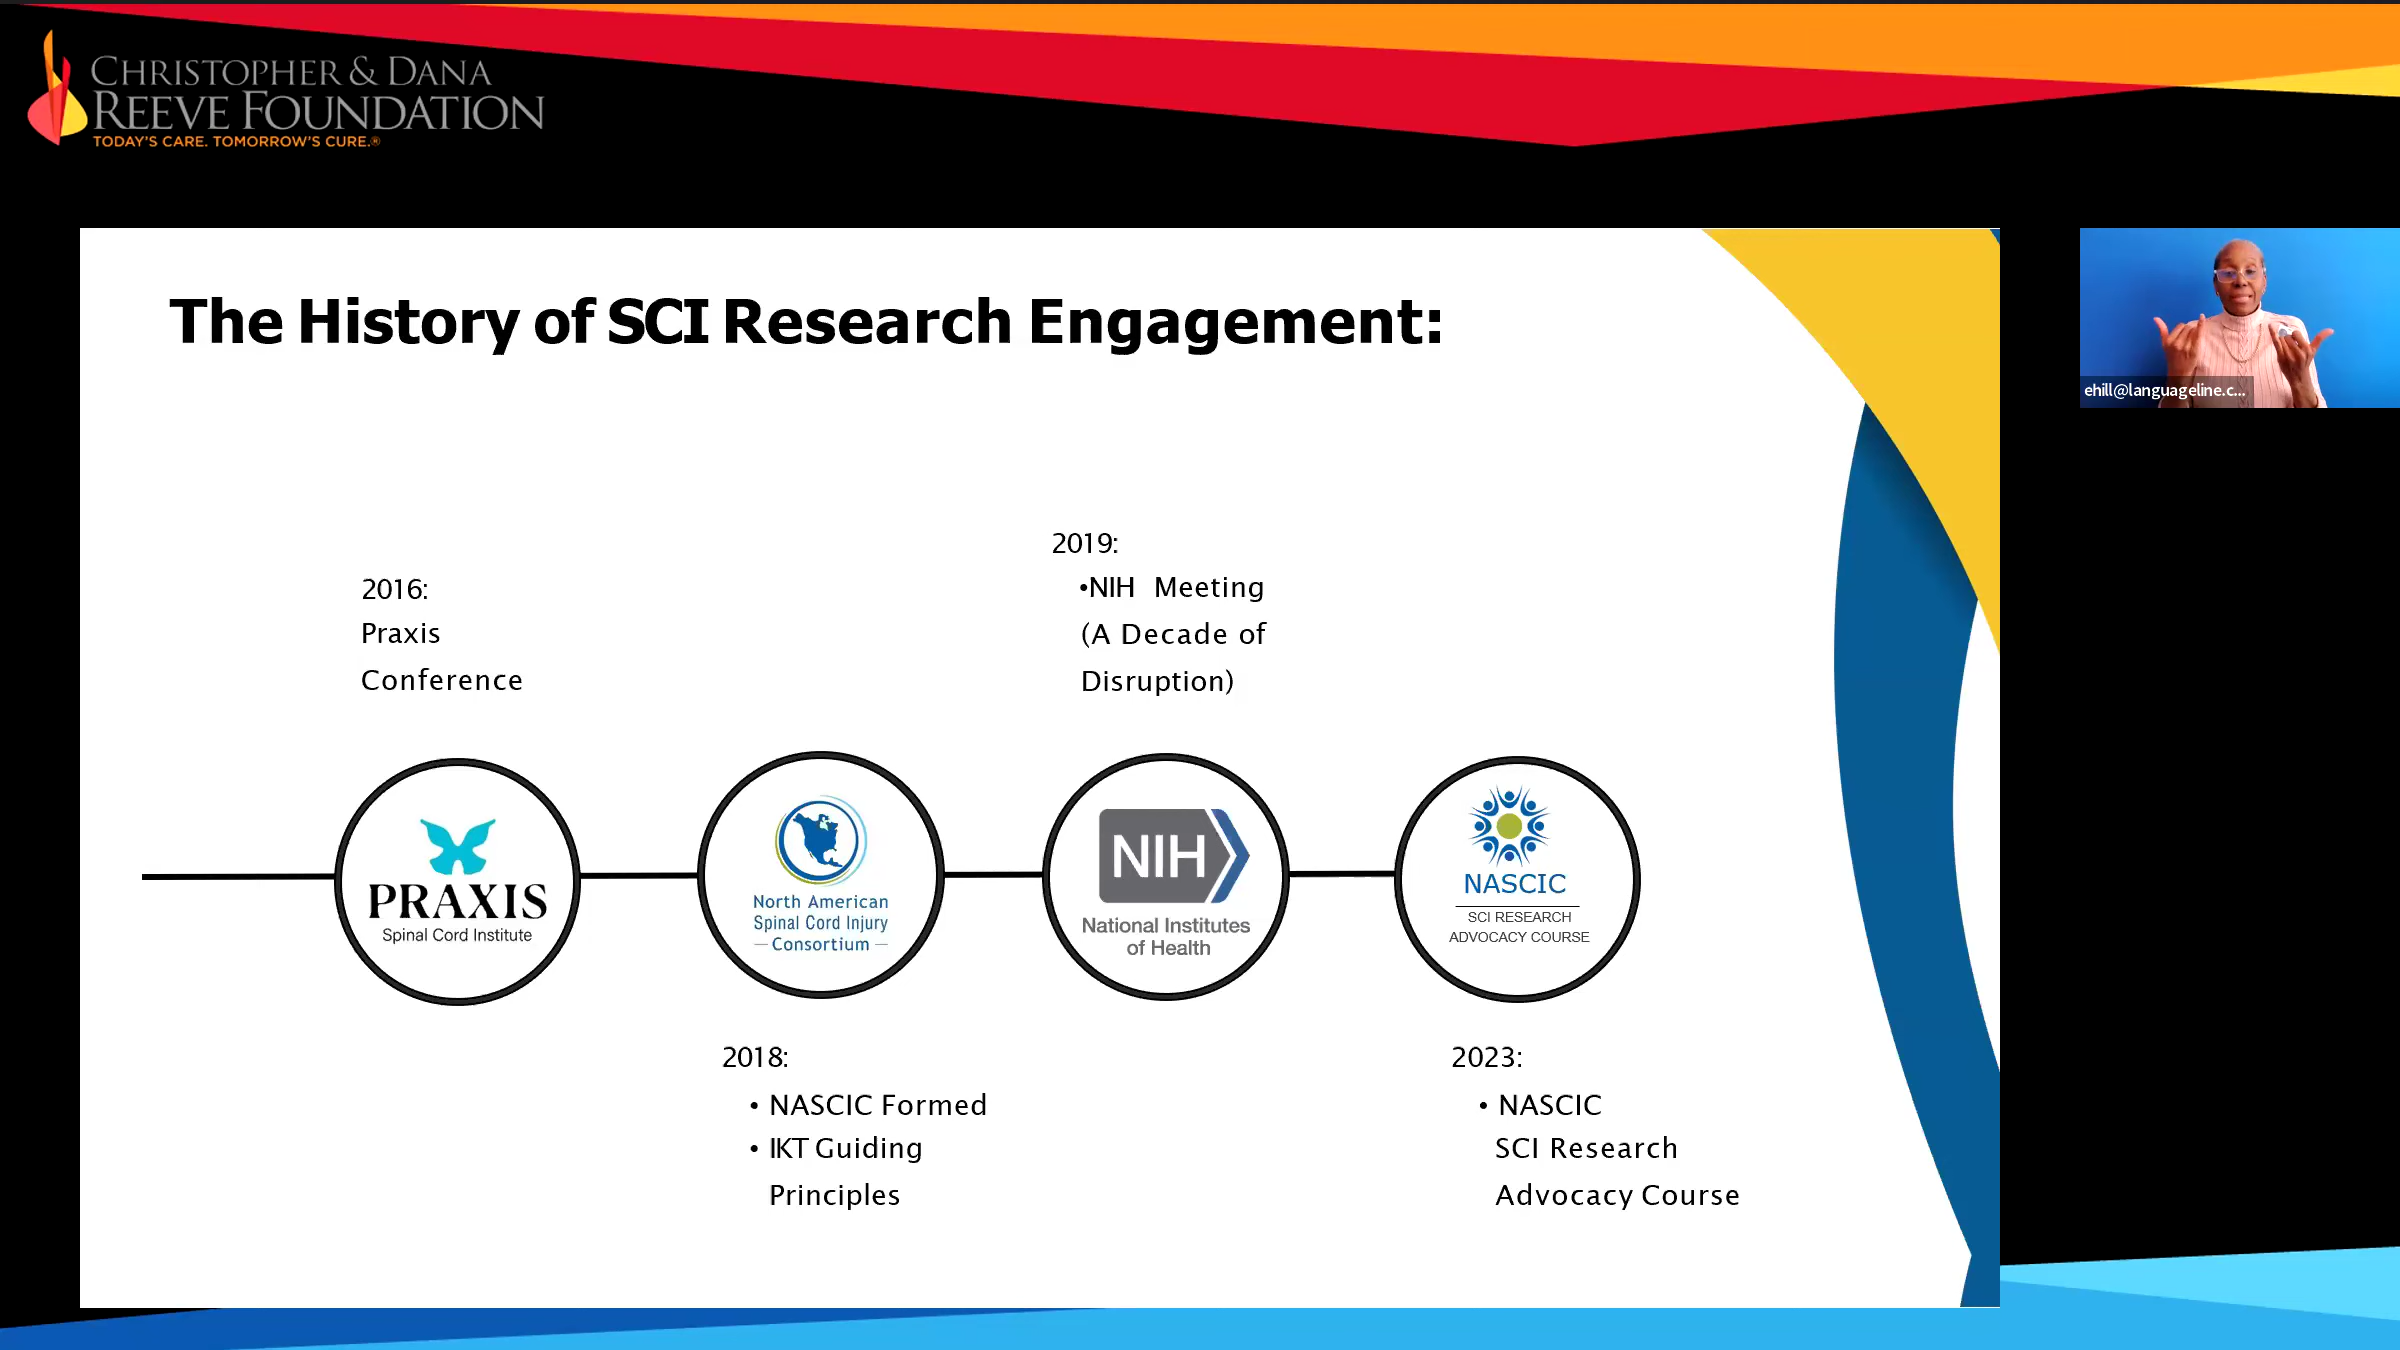 CHRISTOPHER & DANA
REEVE FOUNDATION
TODAY'S CARE. TOMORROW'S CURE.®
ehill@languageline.c...
The History of SCI Research Engagement:
2016:
Praxis
Conference
2019:
•NIH Meeting
(A Decade of
Disruption)
PRAXIS
Spinal Cord Institute
North American
Spinal Cord Injury
– Consortium –
NIH
National Institutes
of Health
NASCIC
SCI RESEARCH
ADVOCACY COURSE
2018:
• NASCIC Formed
• IKT Guiding
Principles
2023:
• NASCIC
SCI Research
Advocacy Course